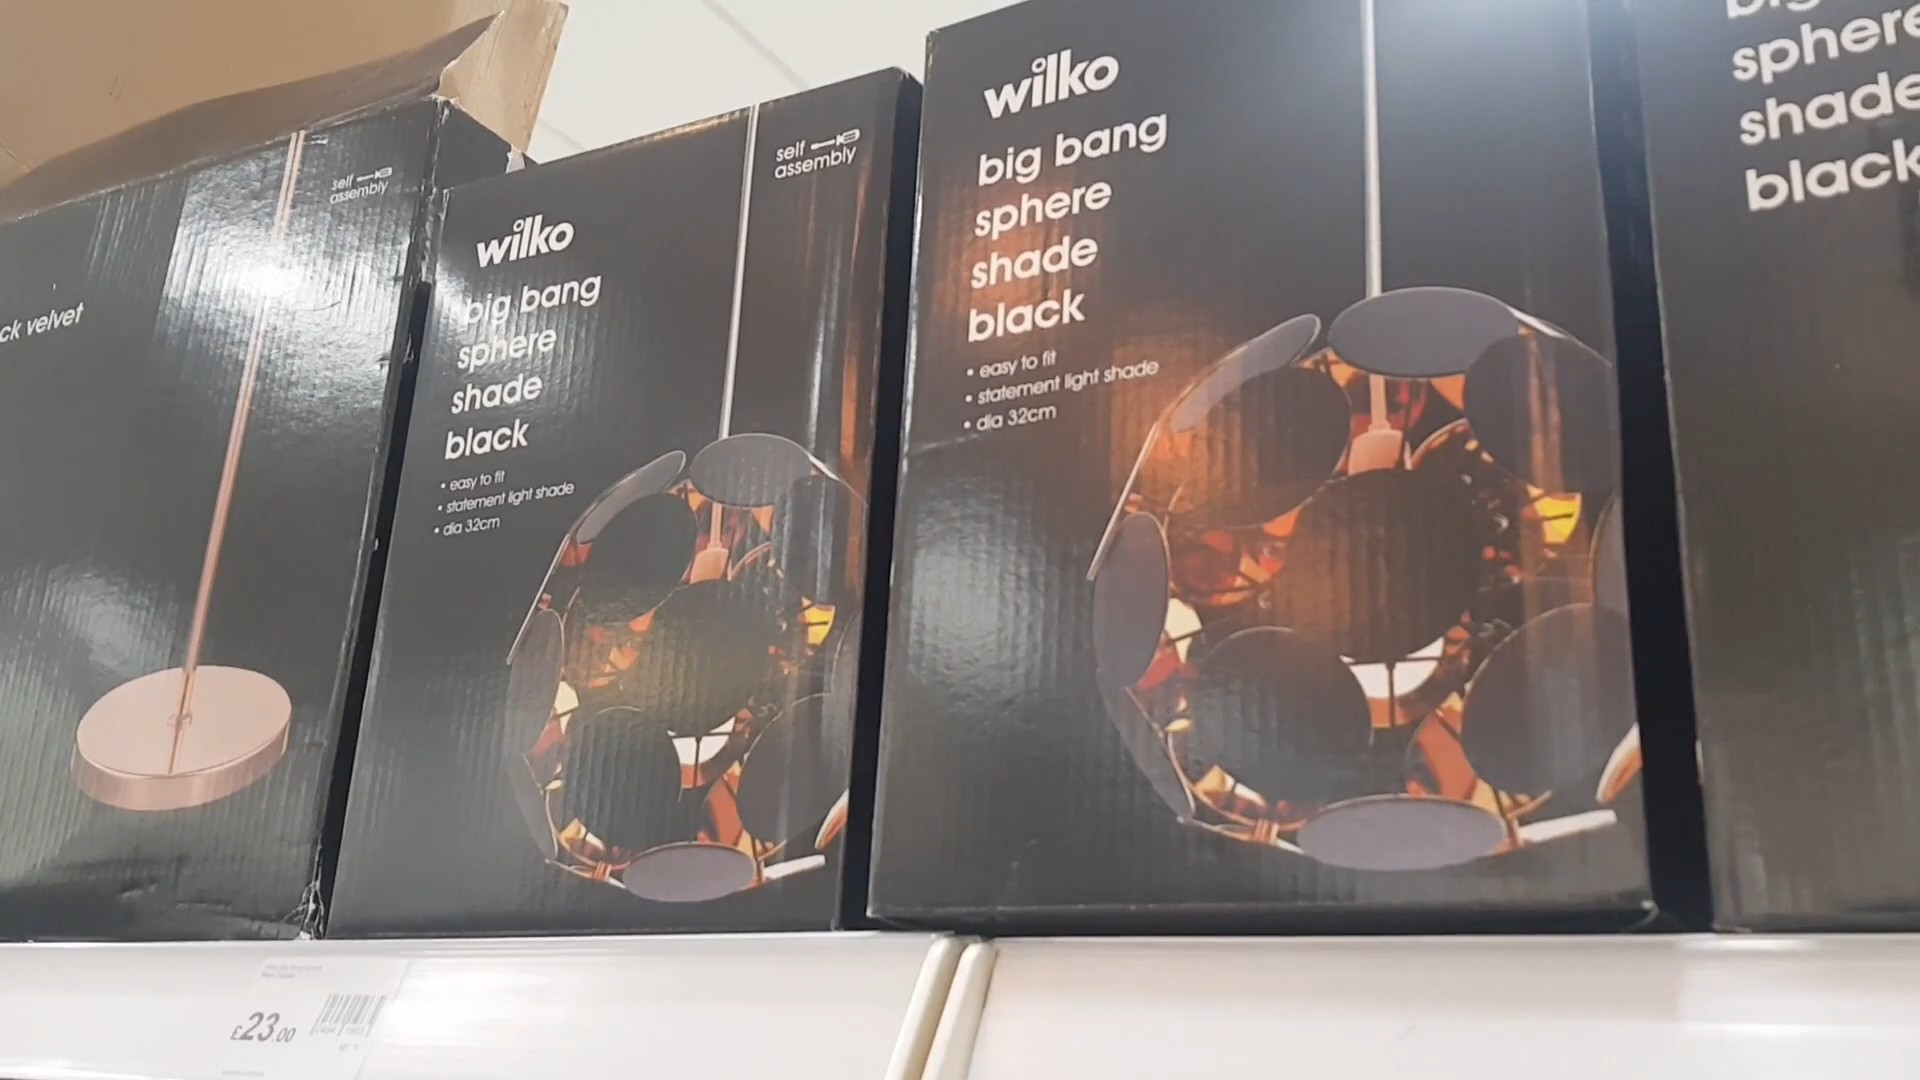 ck velvet
self
assembly
wilko
big bang
sphere
shade
black
• easy to fit
• statement light shade
• dia 32cm
self
assembly
wilko
big bang
sphere
shade
black
• easy to fit
• statement light shade
• dia 32cm
big
sphere
shade
black
£23.00